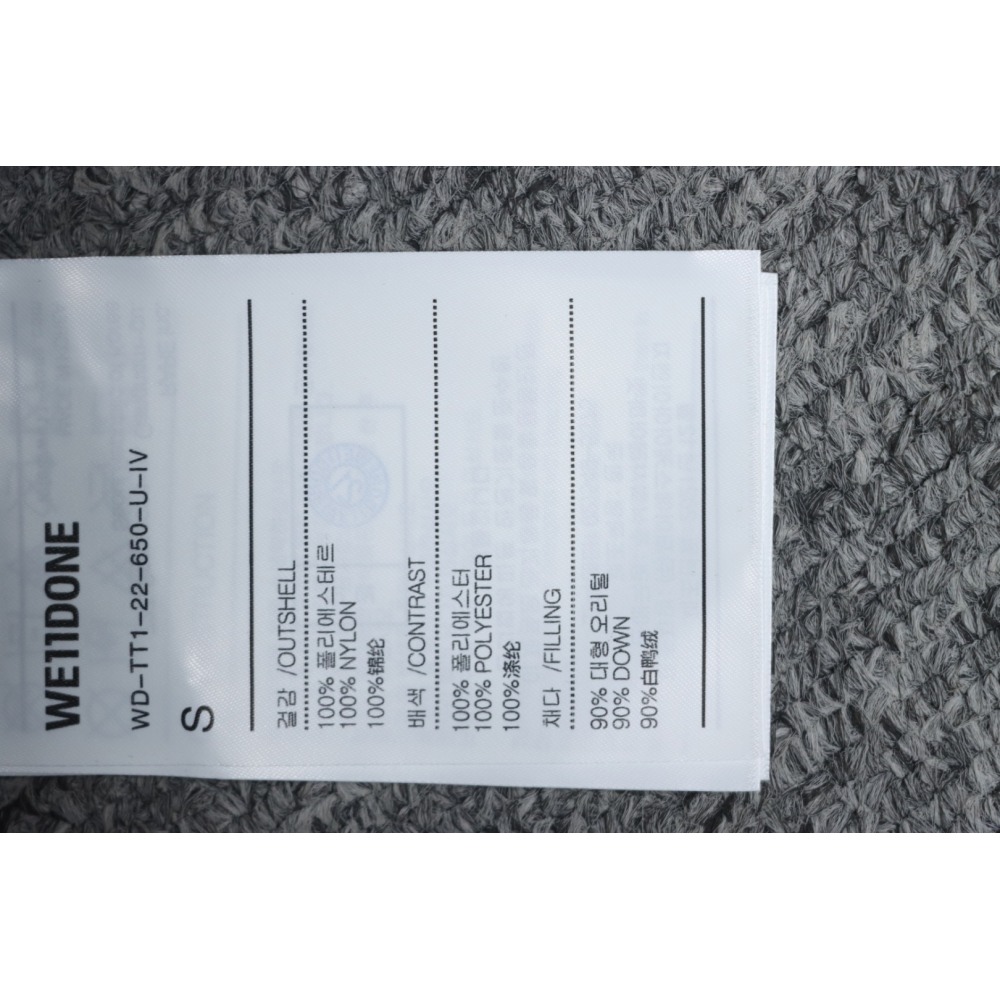 WE11DONE
WD-TT1-22-650-U-IV
S
겉감 /OUTSHELL
100% 폴리에스테르
100% NYLON
100%锦纶
배색 /CONTRAST
100% 폴리에스터
100% POLYESTER
100%涤纶
채다 /FILLING
90% 대형 오리털
90% DOWN
90%白鸭绒